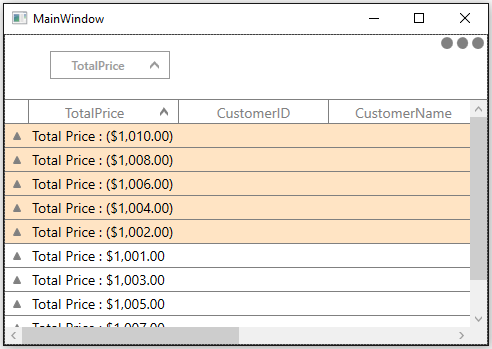 MainWindow
TotalPrice
TotalPrice CustomerID CustomerName
Total Price : ($1,010.00)
Total Price : ($1,008.00)
Total Price : ($1,006.00)
Total Price : ($1,004.00)
Total Price : ($1,002.00)
Total Price : $1,001.00
Total Price : $1,003.00
Total Price : $1,005.00
Total Price : $1,007.00